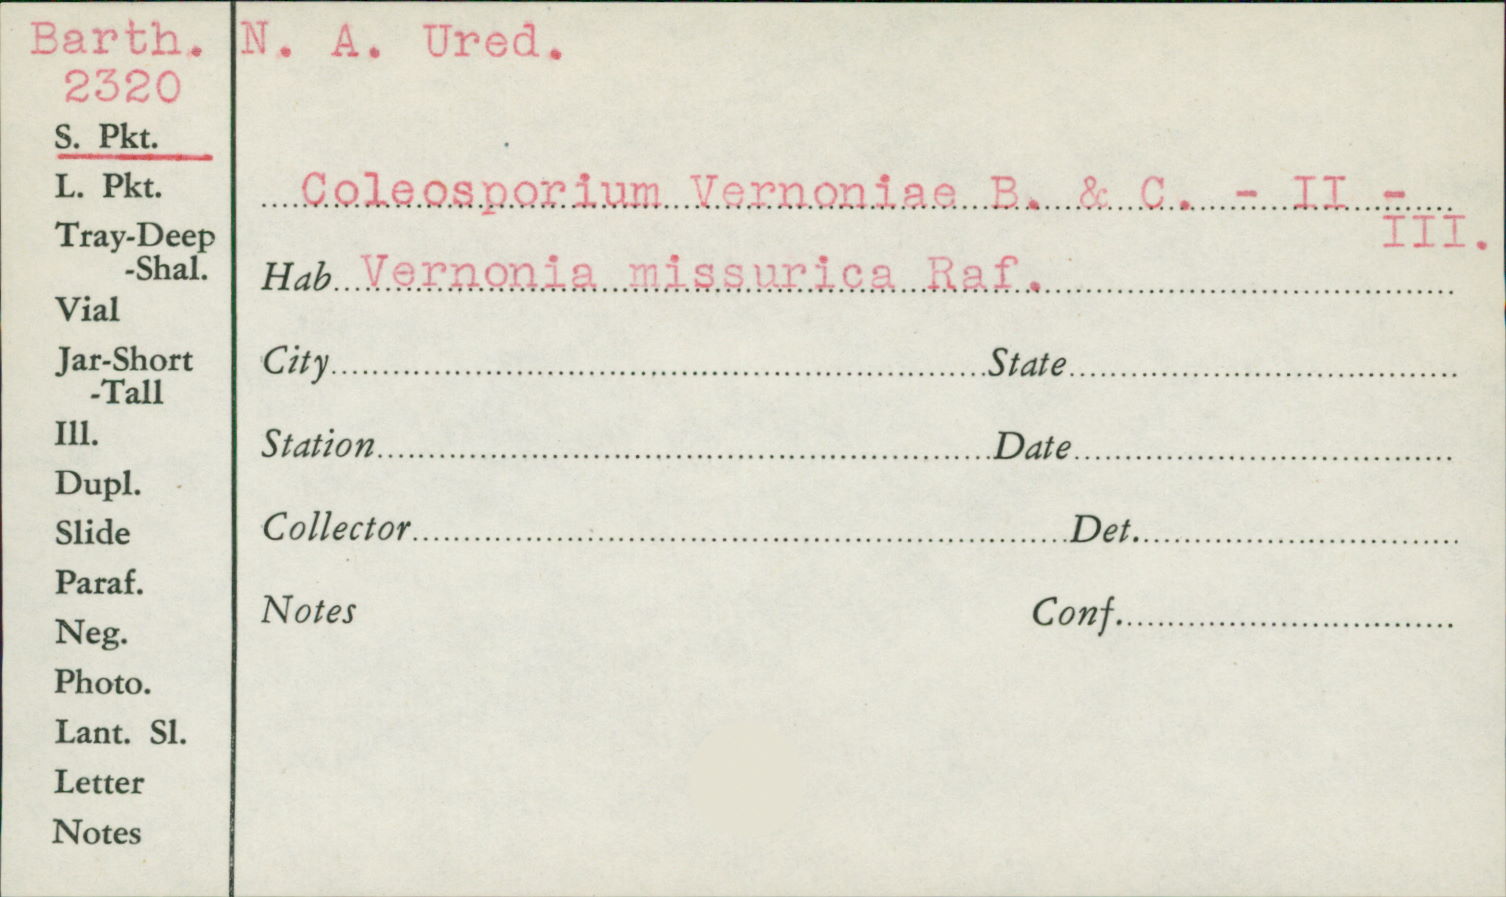 Barth. N. A. Ured.
2320
S. Pkt.
L. Pkt.
Tray-Deep
-Shal.
Vial
Jar-Short
-Tall
Ill.
Dupl.
Slide
Paraf.
Neg.
Photo.
Lant. Sl.
Letter
Notes
Coleosporium Vernoniae B. & C. - II -
III.
Hab Vernonia missurica Raf.
City State
Station Date
Collector Det.
Notes Conf.